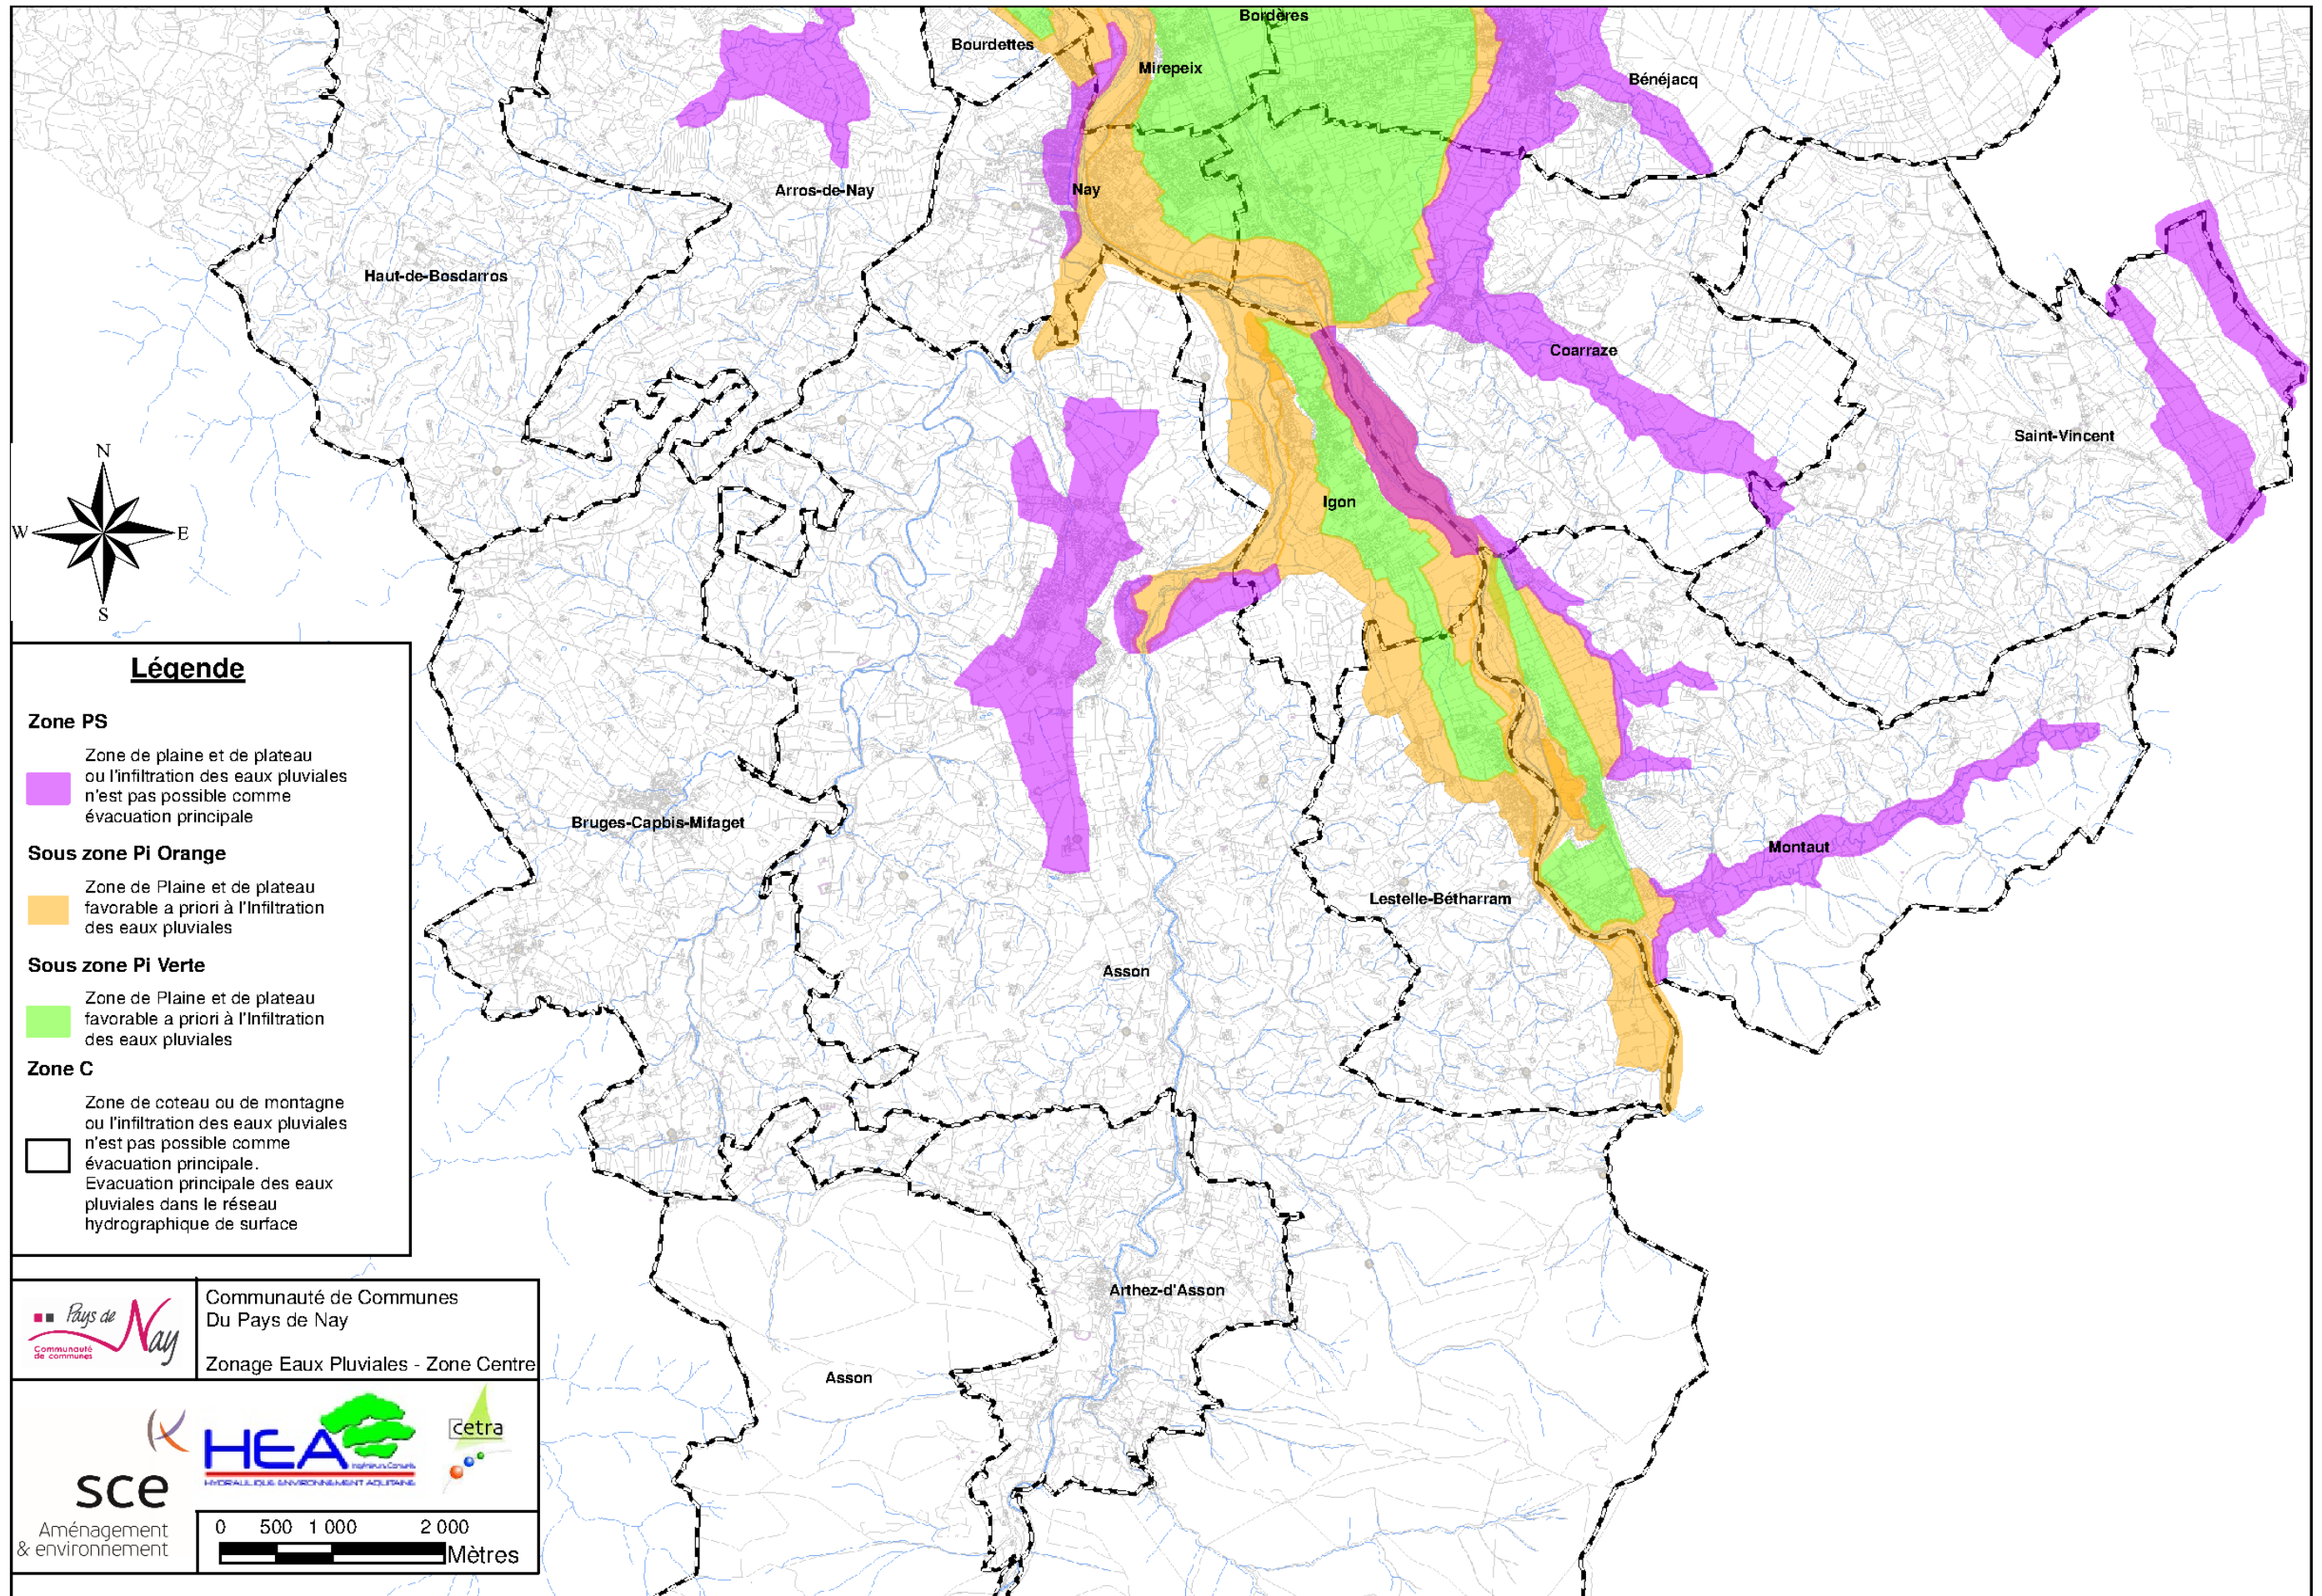 Bordères
Bourdettes
Mirepeix
Bénéjacq
Arros-de-Nay
Nay
Haut-de-Bosdarros
Coarraze
Saint-Vincent
Igon
N
W
E
S
Légende
Zone PS
Zone de plaine et de plateau
ou l'infiltration des eaux pluviales
n'est pas possible comme
évacuation principale
Sous zone Pi Orange
Zone de Plaine et de plateau
favorable a priori à l'Infiltration
des eaux pluviales
Sous zone Pi Verte
Zone de Plaine et de plateau
favorable a priori à l'Infiltration
des eaux pluviales
Zone C
Zone de coteau ou de montagne
ou l'infiltration des eaux pluviales
n'est pas possible comme
évacuation principale.
Evacuation principale des eaux
pluviales dans le réseau
hydrographique de surface
Bruges-Capbis-Mifaget
Montaut
Lestelle-Bétharram
Asson
Arthez-d'Asson
Asson
Pays de Nay
Communauté
de communes
Communauté de Communes
Du Pays de Nay
Zonage Eaux Pluviales - Zone Centre
sce
Aménagement
& environnement
HEA
Ingénieurs Conseils
HYDRAULIQUE ENVIRONNEMENT AQUITAINE
cetra
0 500 1 000 2 000
Mètres